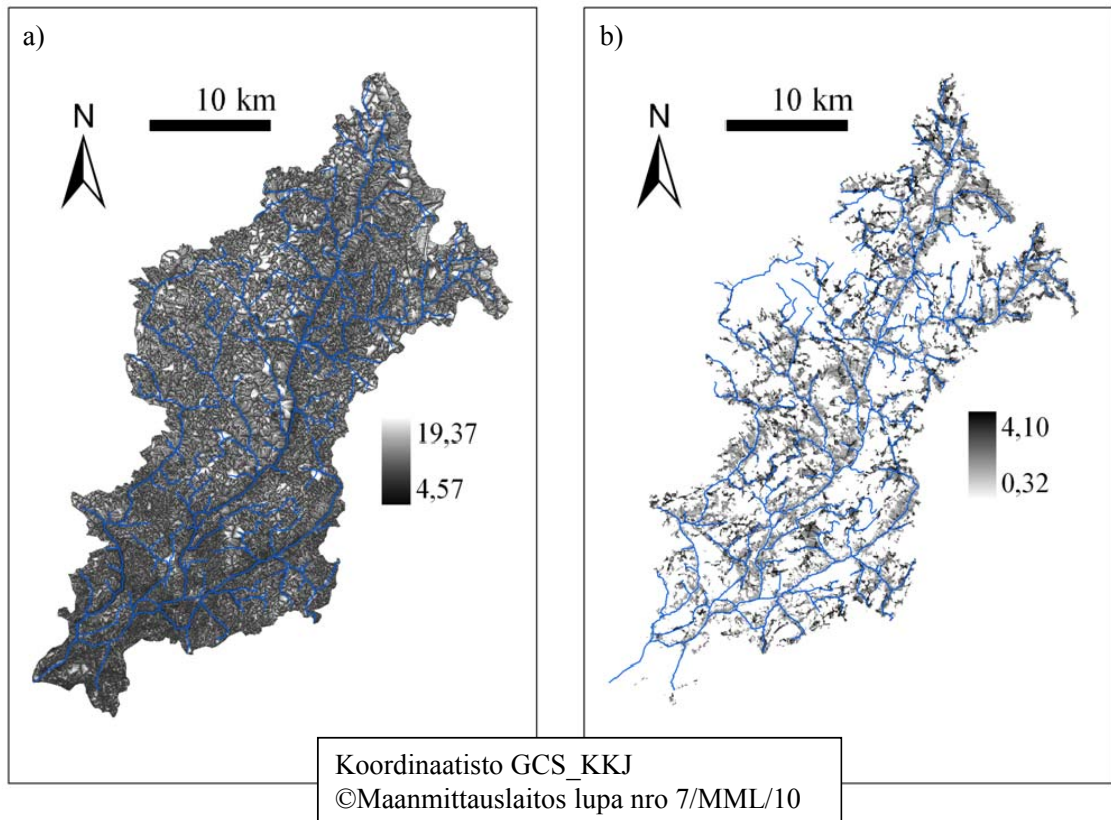 a)
10 km
N
19,37
4,57
b)
10 km
N
4,10
0,32
Koordinaatisto GCS_KKJ
©Maanmittauslaitos lupa nro 7/MML/10